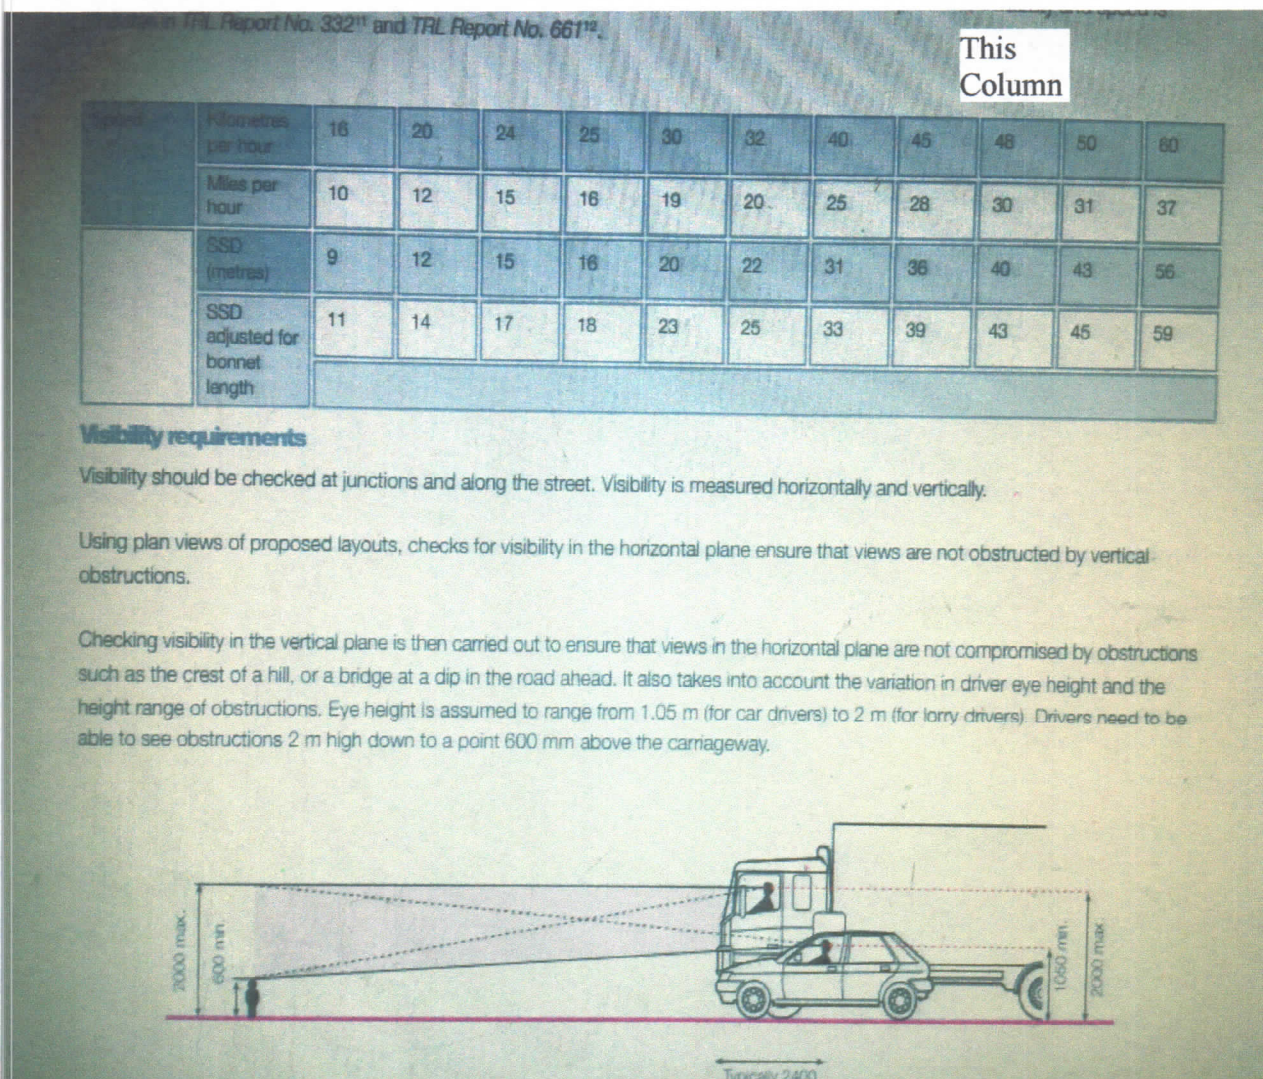 in TRL Report No. 332¹¹ and TRL Report No. 661¹².
This
Column
Speed
Kilometres
per hour
16 20 24 25 30 32 40 45 48 50 60
Miles per
hour
10 12 15 16 19 20 25 28 30 31 37
SSD
(metres)
9 12 15 16 20 22 31 36 40 43 56
SSD
adjusted for
bonnet
length
11 14 17 18 23 25 33 39 43 45 59
Visibility requirements
Visibility should be checked at junctions and along the street. Visibility is measured horizontally and vertically.
Using plan views of proposed layouts, checks for visibility in the horizontal plane ensure that views are not obstructed by vertical
obstructions.
Checking visibility in the vertical plane is then carried out to ensure that views in the horizontal plane are not compromised by obstructions
such as the crest of a hill, or a bridge at a dip in the road ahead. It also takes into account the variation in driver eye height and the
height range of obstructions. Eye height is assumed to range from 1.05 m (for car drivers) to 2 m (for lorry drivers). Drivers need to be
able to see obstructions 2 m high down to a point 600 mm above the carriageway.
2000 max.
600 min.
1050 min.
2000 max.
Typically 2400